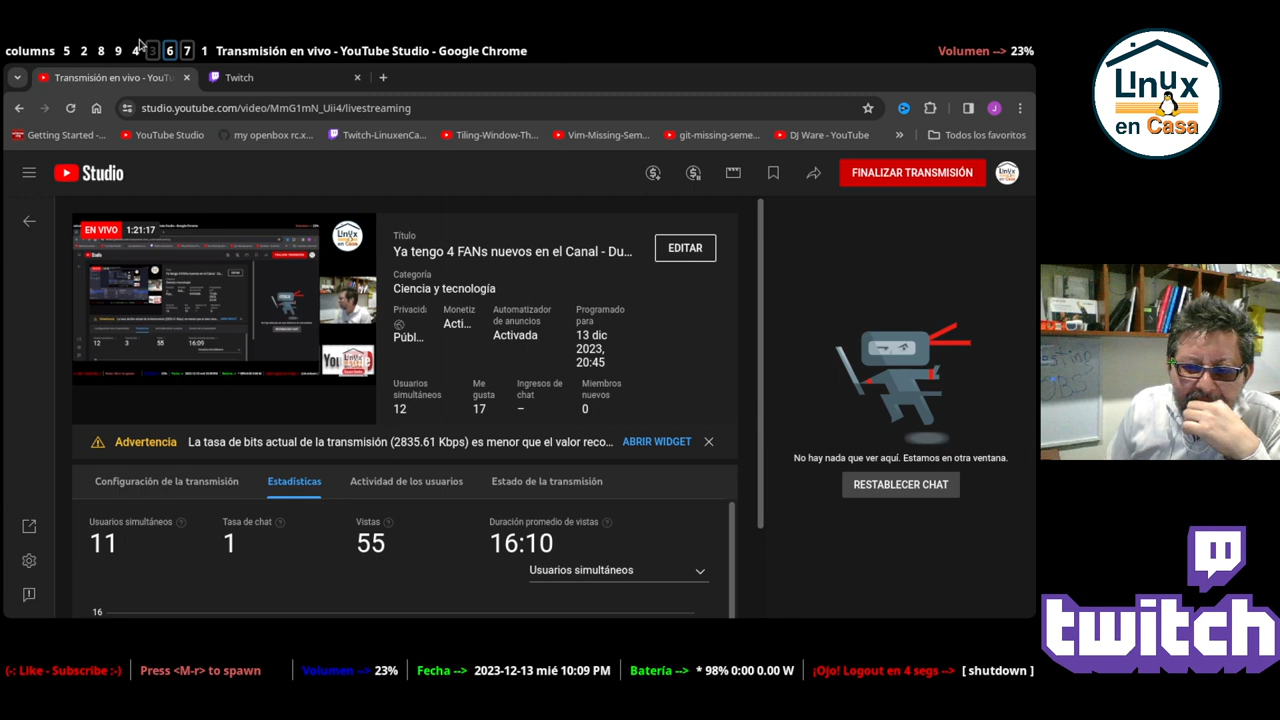 columns 5 2 8 9 4 3 6 7 1 Transmisión en vivo - YouTube Studio - Google Chrome
Volumen --> 23%
Linux
en Casa
Transmisión en vivo - YouTu
Twitch
studio.youtube.com/video/MmG1mN_Uii4/livestreaming
J
Getting Started -...
YouTube Studio
my openbox rc.x...
Twitch-LinuxenCa...
Tiling-Window-Th...
Vim-Missing-Sem...
git-missing-seme...
DJ Ware - YouTube
»
Todos los favoritos
Studio
FINALIZAR TRANSMISIÓN
EN VIVO 1:21:17
Título
Ya tengo 4 FANs nuevos en el Canal - Du...
EDITAR
Categoría
Ciencia y tecnología
Privacid
Públ...
Monetiz
Acti...
Automatizador
de anuncios
Activada
Programado
para
13 dic
2023,
20:45
Usuarios
simultáneos
12
Me
gusta
17
Ingresos de
chat
–
Miembros
nuevos
0
Advertencia La tasa de bits actual de la transmisión (2835.61 Kbps) es menor que el valor reco...
ABRIR WIDGET
No hay nada que ver aquí. Estamos en otra ventana.
RESTABLECER CHAT
Configuración de la transmisión
Estadísticas
Actividad de los usuarios
Estado de la transmisión
Usuarios simultáneos
11
Tasa de chat
1
Vistas
55
Duración promedio de vistas
16:10
Usuarios simultáneos
16
twitch
(-: Like - Subscribe :-)
Press <M-r> to spawn
Volumen --> 23%
Fecha --> 2023-12-13 mié 10:09 PM
Batería --> * 98% 0:00 0.00 W
¡Ojo! Logout en 4 segs --> [ shutdown ]